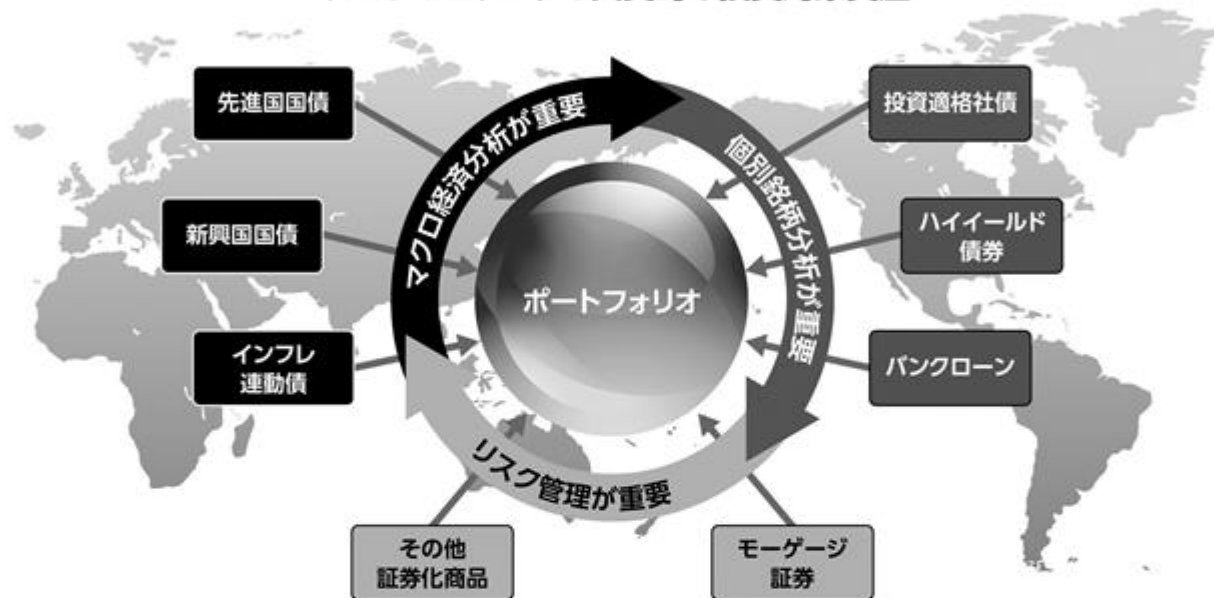 先進国国債
新興国国債
インフレ
連動債
マクロ経済分析が重要
個別銘柄分析が重要
リスク管理が重要
ポートフォリオ
投資適格社債
ハイイールド
債券
バンクローン
その他
証券化商品
モーゲージ
証券